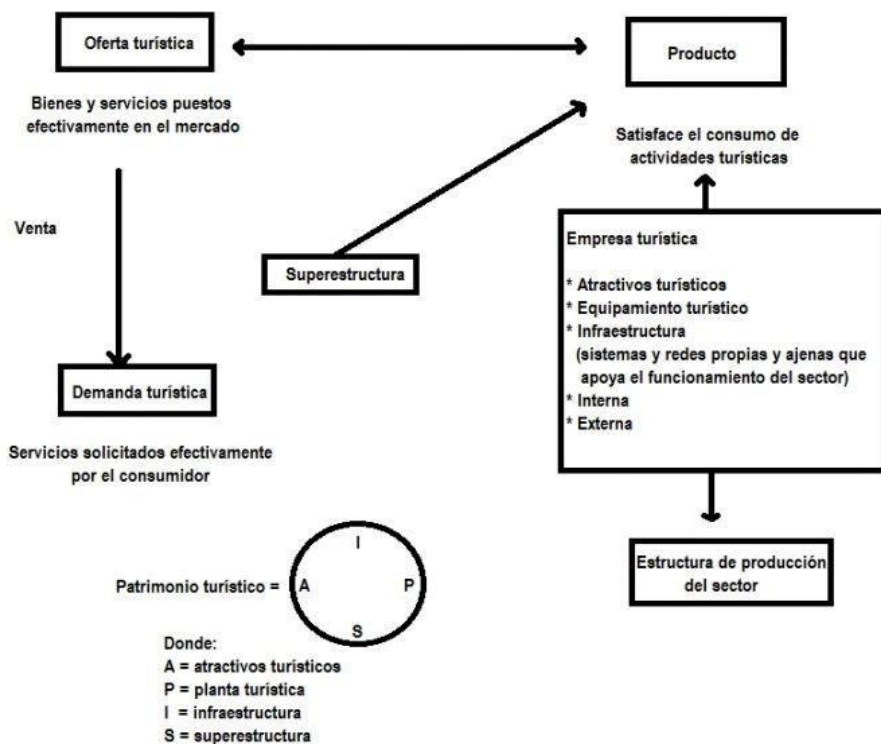 Oferta turística
Producto
Bienes y servicios puestos
efectivamente en el mercado
Satisface el consumo de
actividades turísticas
Venta
Superestructura
Empresa turística
* Atractivos turísticos
* Equipamiento turístico
* Infraestructura
(sistemas y redes propias y ajenas que
apoya el funcionamiento del sector)
* Interna
* Externa
Demanda turística
Servicios solicitados efectivamente
por el consumidor
Estructura de producción
del sector
Patrimonio turístico =
I
A P
S
Donde:
A = atractivos turísticos
P = planta turística
I = infraestructura
S = superestructura